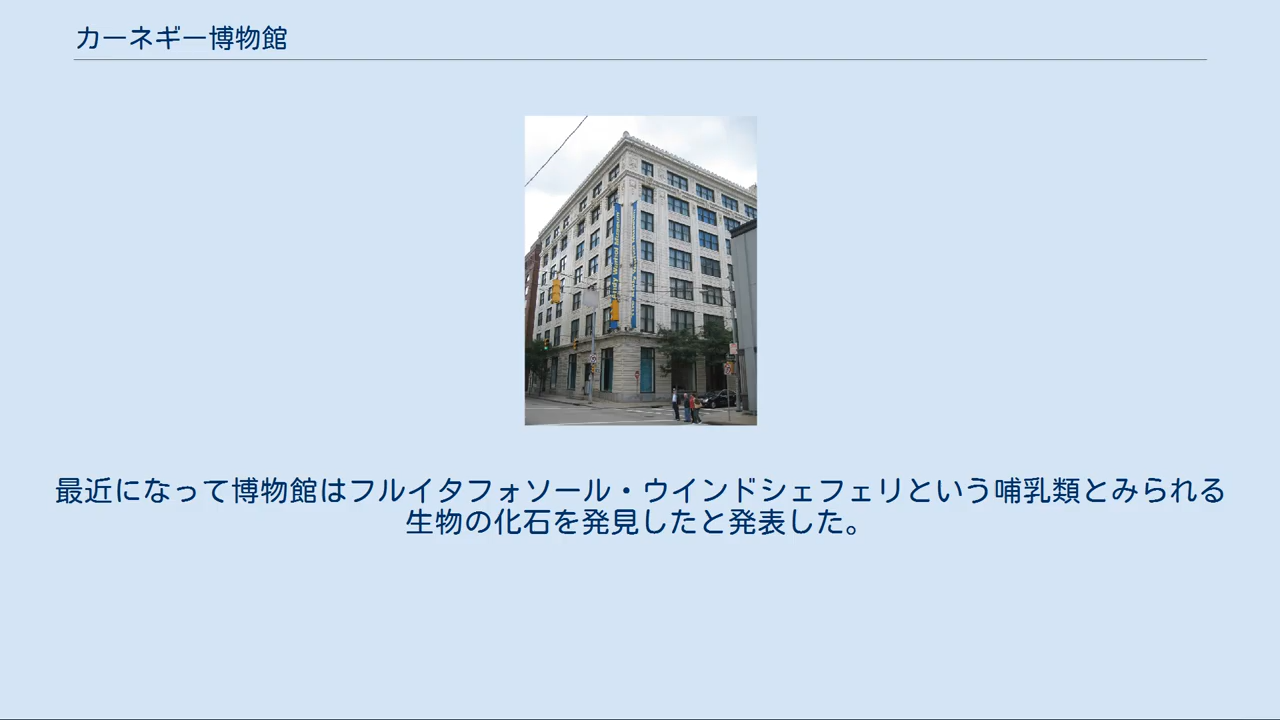 カーネギー博物館
最近になって博物館はフルイタフォソール・ウインドシェフェリという哺乳類とみられる
生物の化石を発見したと発表した。